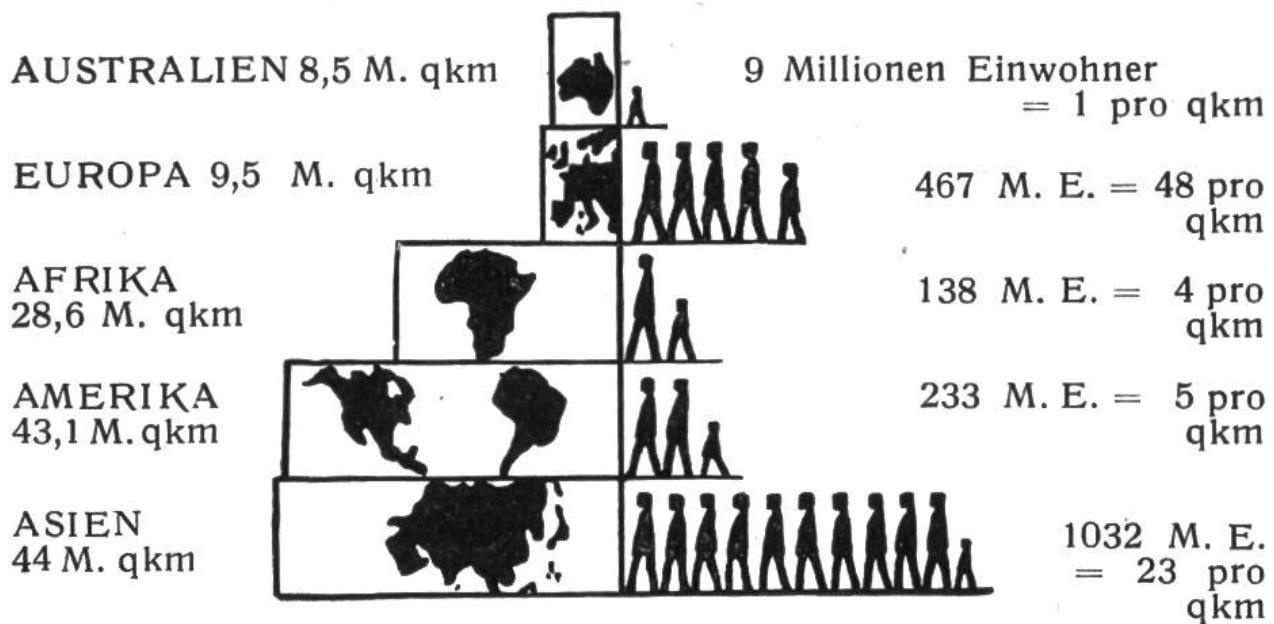 AUSTRALIEN 8,5 M. qkm
9 Millionen Einwohner
= 1 pro qkm
EUROPA 9,5 M. qkm
467 M. E. = 48 pro
qkm
AFRIKA
28,6 M. qkm
138 M. E. = 4 pro
qkm
AMERIKA
43,1 M. qkm
233 M. E. = 5 pro
qkm
ASIEN
44 M. qkm
1032 M. E.
= 23 pro
qkm